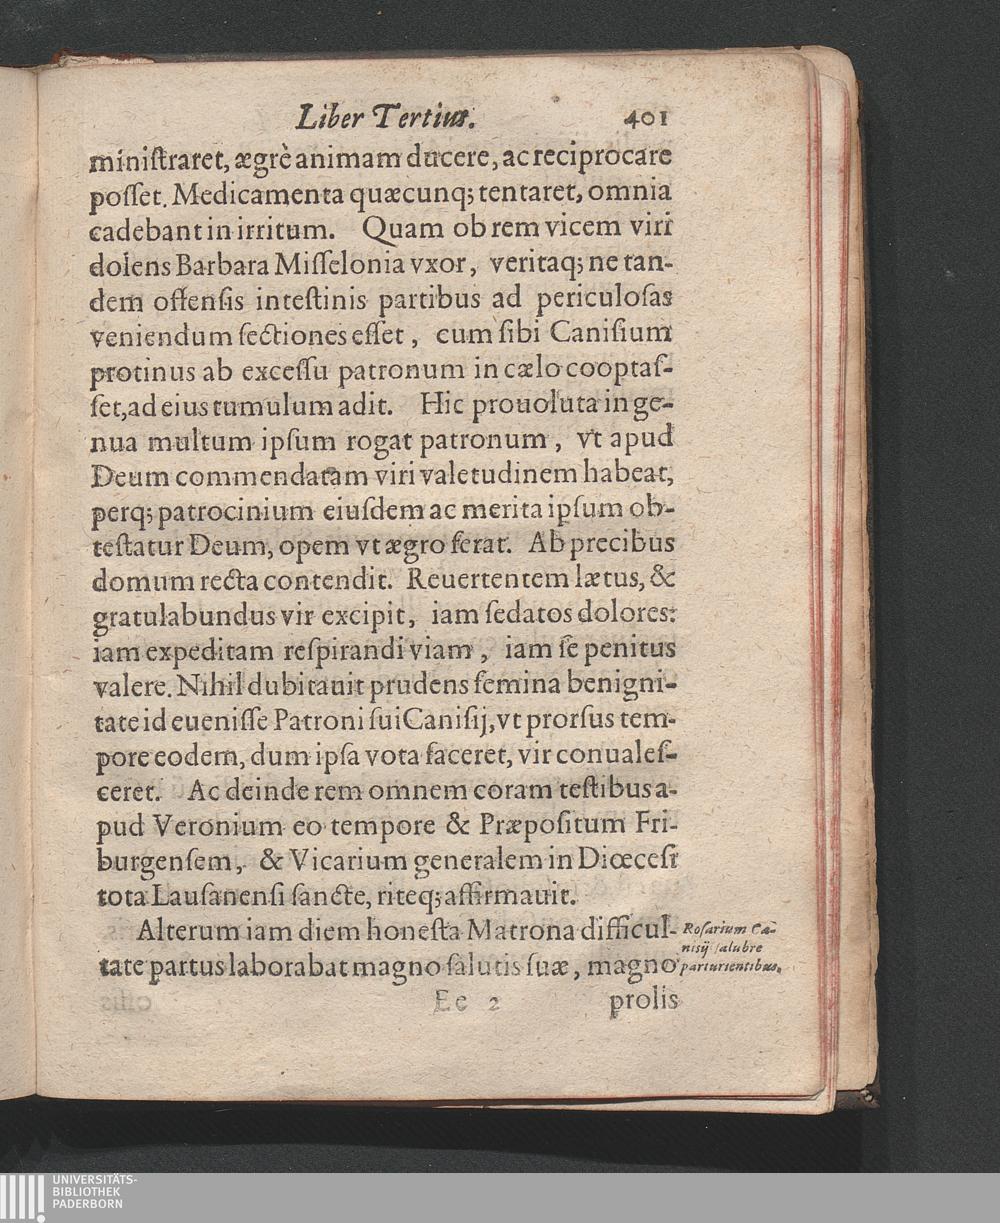 Liber Tertius. 401
miniſtraret, ægrè animam ducere, ac reciprocare
poſſet. Medicamenta quæcunq; tentaret, omnia
cadebant in irritum. Quam ob rem vicem viri
dolens Barbara Miſſelonia vxor, veritaq; ne tan-
dem offenſis inteſtinis partibus ad periculoſas
veniendum ſectiones eſſet, cum ſibi Caniſium
protinus ab exceſſu patronum in cælo cooptaſ-
ſet, ad eius tumulum adit. Hic prouoluta in ge-
nua multum ipſum rogat patronum, vt apud
Deum commendatam viri valetudinem habeat,
perq; patrocinium eiuſdem ac merita ipſum ob-
teſtatur Deum, opem vt ægro ferat. Ab precibus
domum recta contendit. Reuertentem lætus, &
gratulabundus vir excipit, iam ſedatos dolores:
iam expeditam reſpirandi viam, iam ſe penitus
valere. Nihil dubitauit prudens femina benigni-
tate id eueniſſe Patroni ſui Caniſij, vt prorſus tem-
pore eodem, dum ipſa vota faceret, vir conualeſ-
ceret. Ac deinde rem omnem coram teſtibus a-
pud Veronium eo tempore & Præpoſitum Fri-
burgenſem, & Vicarium generalem in Diœceſi
tota Lauſanenſi ſancte, riteq; affirmauit.
Alterum iam diem honeſta Matrona difficul-
tate partus laborabat magno ſalutis ſuæ, magno
Roſarium Ca-
niſij ſalubre
parturientibus.
Ee 2 prolis
UNIVERSITÄTS-
BIBLIOTHEK
PADERBORN